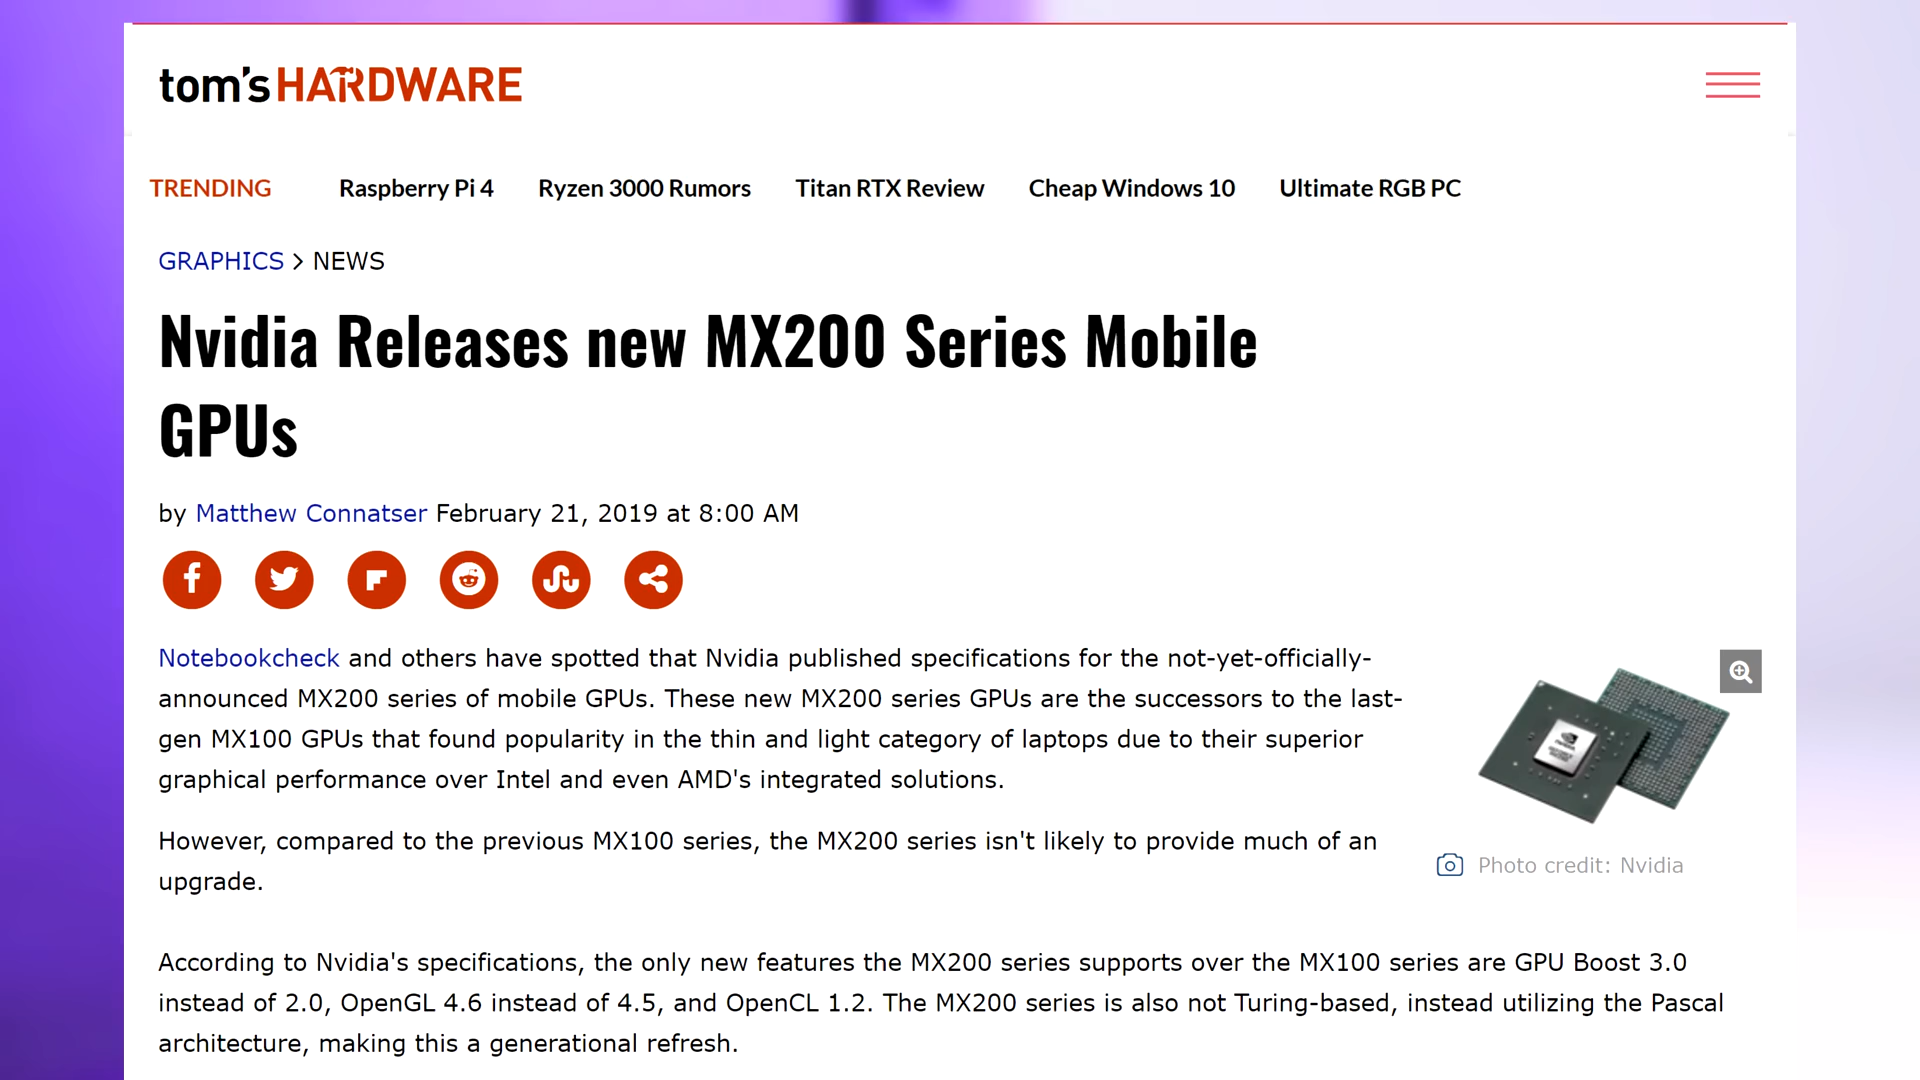 tom's HARDWARE
TRENDING Raspberry Pi 4 Ryzen 3000 Rumors Titan RTX Review Cheap Windows 10 Ultimate RGB PC
GRAPHICS > NEWS
Nvidia Releases new MX200 Series Mobile
GPUs
by Matthew Connatser February 21, 2019 at 8:00 AM
Notebookcheck and others have spotted that Nvidia published specifications for the not-yet-officially-
announced MX200 series of mobile GPUs. These new MX200 series GPUs are the successors to the last-
gen MX100 GPUs that found popularity in the thin and light category of laptops due to their superior
graphical performance over Intel and even AMD's integrated solutions.
However, compared to the previous MX100 series, the MX200 series isn't likely to provide much of an
upgrade.
Photo credit: Nvidia
According to Nvidia's specifications, the only new features the MX200 series supports over the MX100 series are GPU Boost 3.0
instead of 2.0, OpenGL 4.6 instead of 4.5, and OpenCL 1.2. The MX200 series is also not Turing-based, instead utilizing the Pascal
architecture, making this a generational refresh.